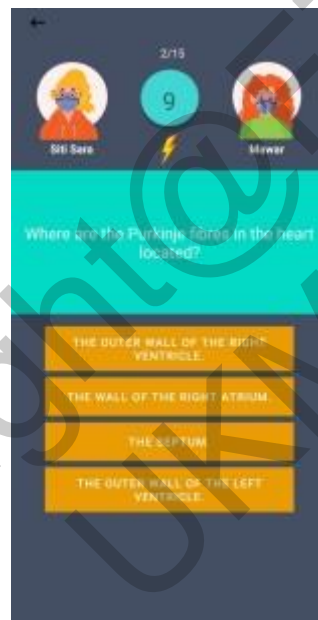 2/15
9
Siti Sara
Mawar
Where are the Purkinje fibres in the heart
located?
THE OUTER WALL OF THE RIGHT
VENTRICLE.
THE WALL OF THE RIGHT ATRIUM.
THE SEPTUM
THE OUTER WALL OF THE LEFT
VENTRICLE.